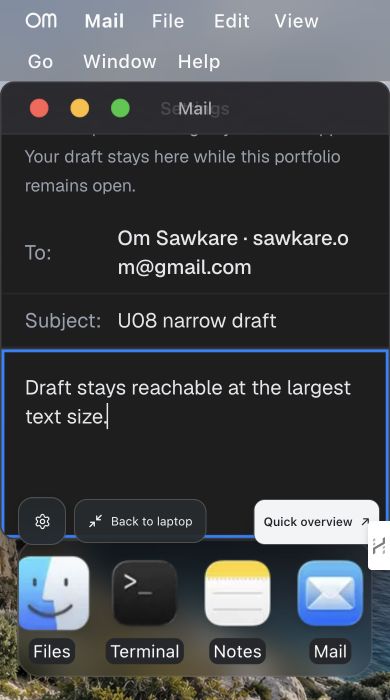 OM Mail File Edit View
Go Window Help
Mail
Your draft stays here while this portfolio
remains open.
To: Om Sawkare · sawkare.o
m@gmail.com
Subject: U08 narrow draft
Draft stays reachable at the largest
text size.
Back to laptop
Quick overview ↗
>_
Files Terminal Notes Mail